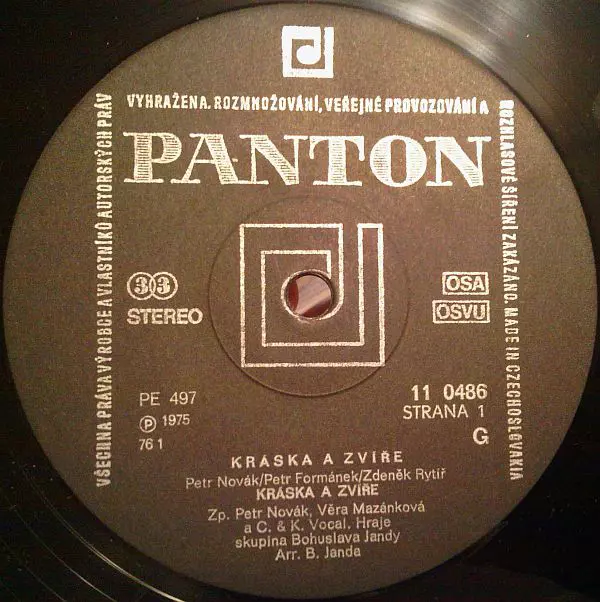 VŠECHNA PRÁVA VÝROBCE A VLASTNÍKŮ AUTORSKÝCH PRÁV
VYHRAŽENA. ROZMNOŽOVÁNÍ, VEŘEJNÉ PROVOZOVÁNÍ A
ROZHLASOVÉ ŠÍŘENÍ ZAKÁZÁNO. MADE IN CZECHOSLOVAKIA
PANTON
33
STEREO
OSA
OSVU
PE 497
Ⓟ 1975
76 1
11 0486
STRANA 1
G
KRÁSKA A ZVÍŘE
Petr Novák/Petr Formánek/Zdeněk Rytíř
KRÁSKA A ZVÍŘE
Zp. Petr Novák, Věra Mazánková
a C. & K. Vocal. Hraje
skupina Bohuslava Jandy
Arr. B. Janda